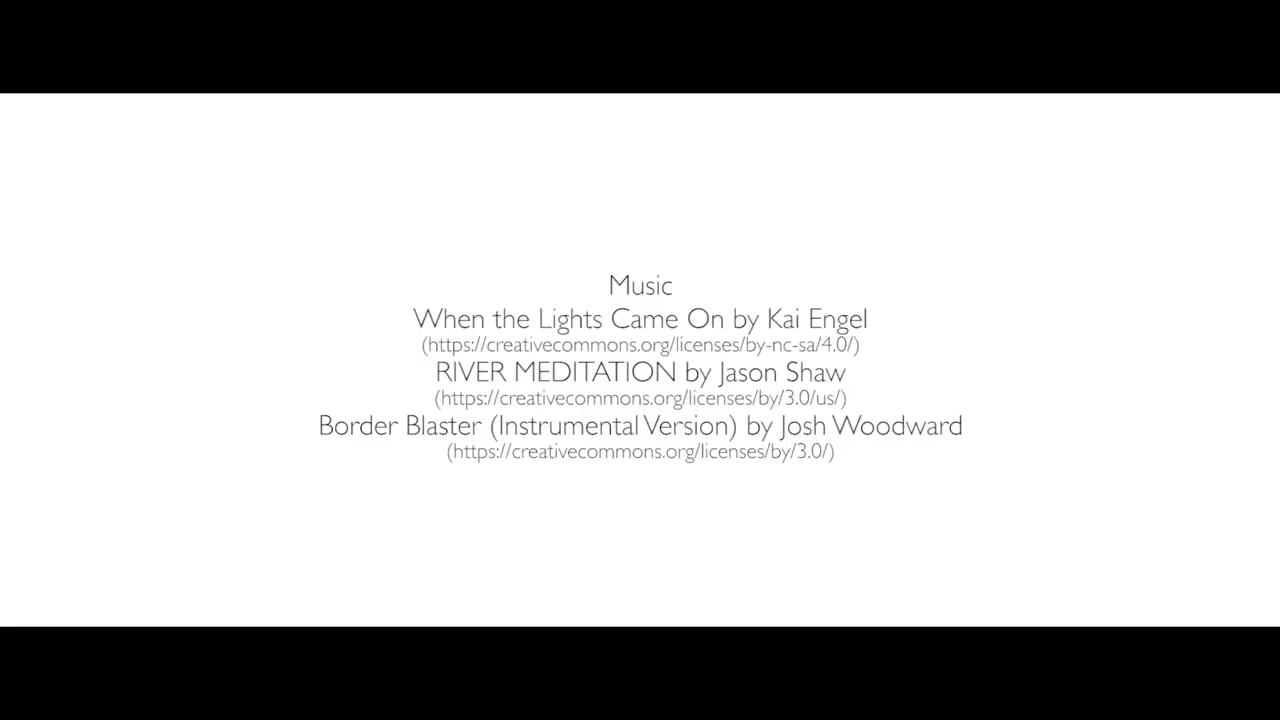 Music
When the Lights Came On by Kai Engel
(https://creativecommons.org/licenses/by-nc-sa/4.0/)
RIVER MEDITATION by Jason Shaw
(https://creativecommons.org/licenses/by/3.0/us/)
Border Blaster (Instrumental Version) by Josh Woodward
(https://creativecommons.org/licenses/by/3.0/)